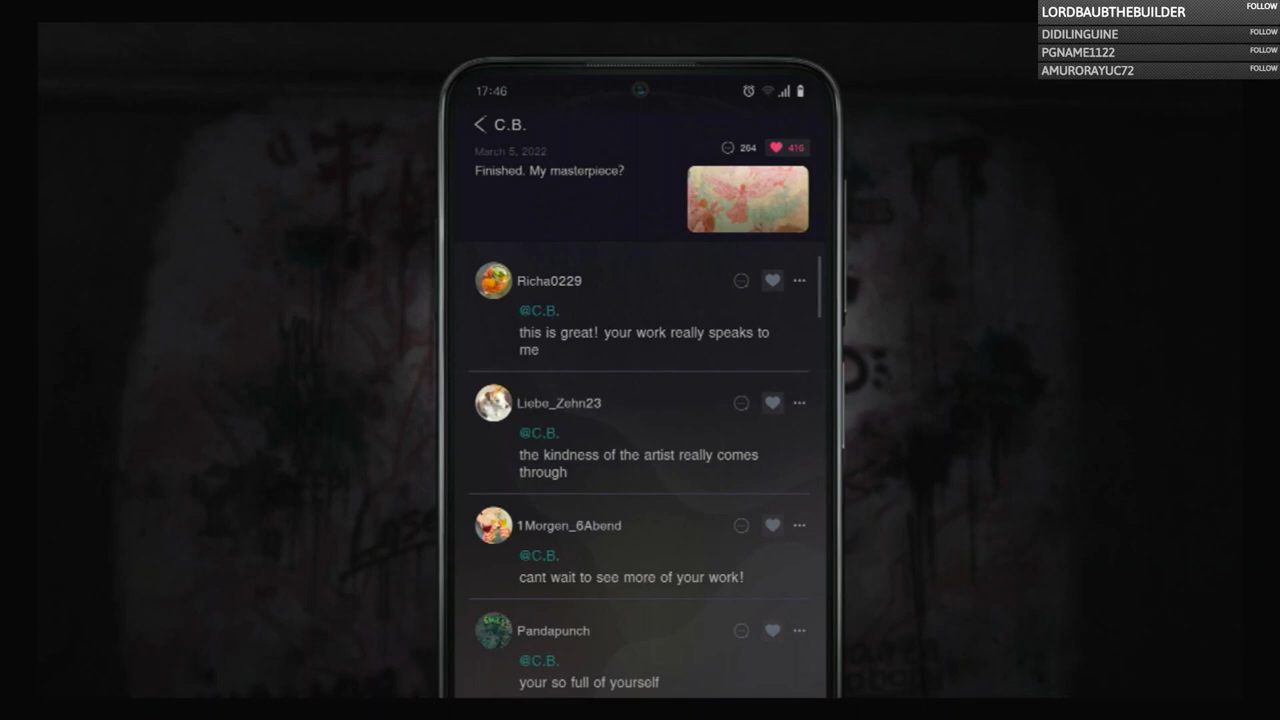 LORDBAUBTHEBUILDER FOLLOW
DIDILINGUINE FOLLOW
PGNAME1122 FOLLOW
AMURORAYUC72 FOLLOW
17:46
C.B.
March 5, 2022
264 416
Finished. My masterpiece?
Richa0229
@C.B.
this is great! your work really speaks to
me
Liebe_Zehn23
@C.B.
the kindness of the artist really comes
through
1Morgen_6Abend
@C.B.
cant wait to see more of your work!
Pandapunch
@C.B.
your so full of yourself